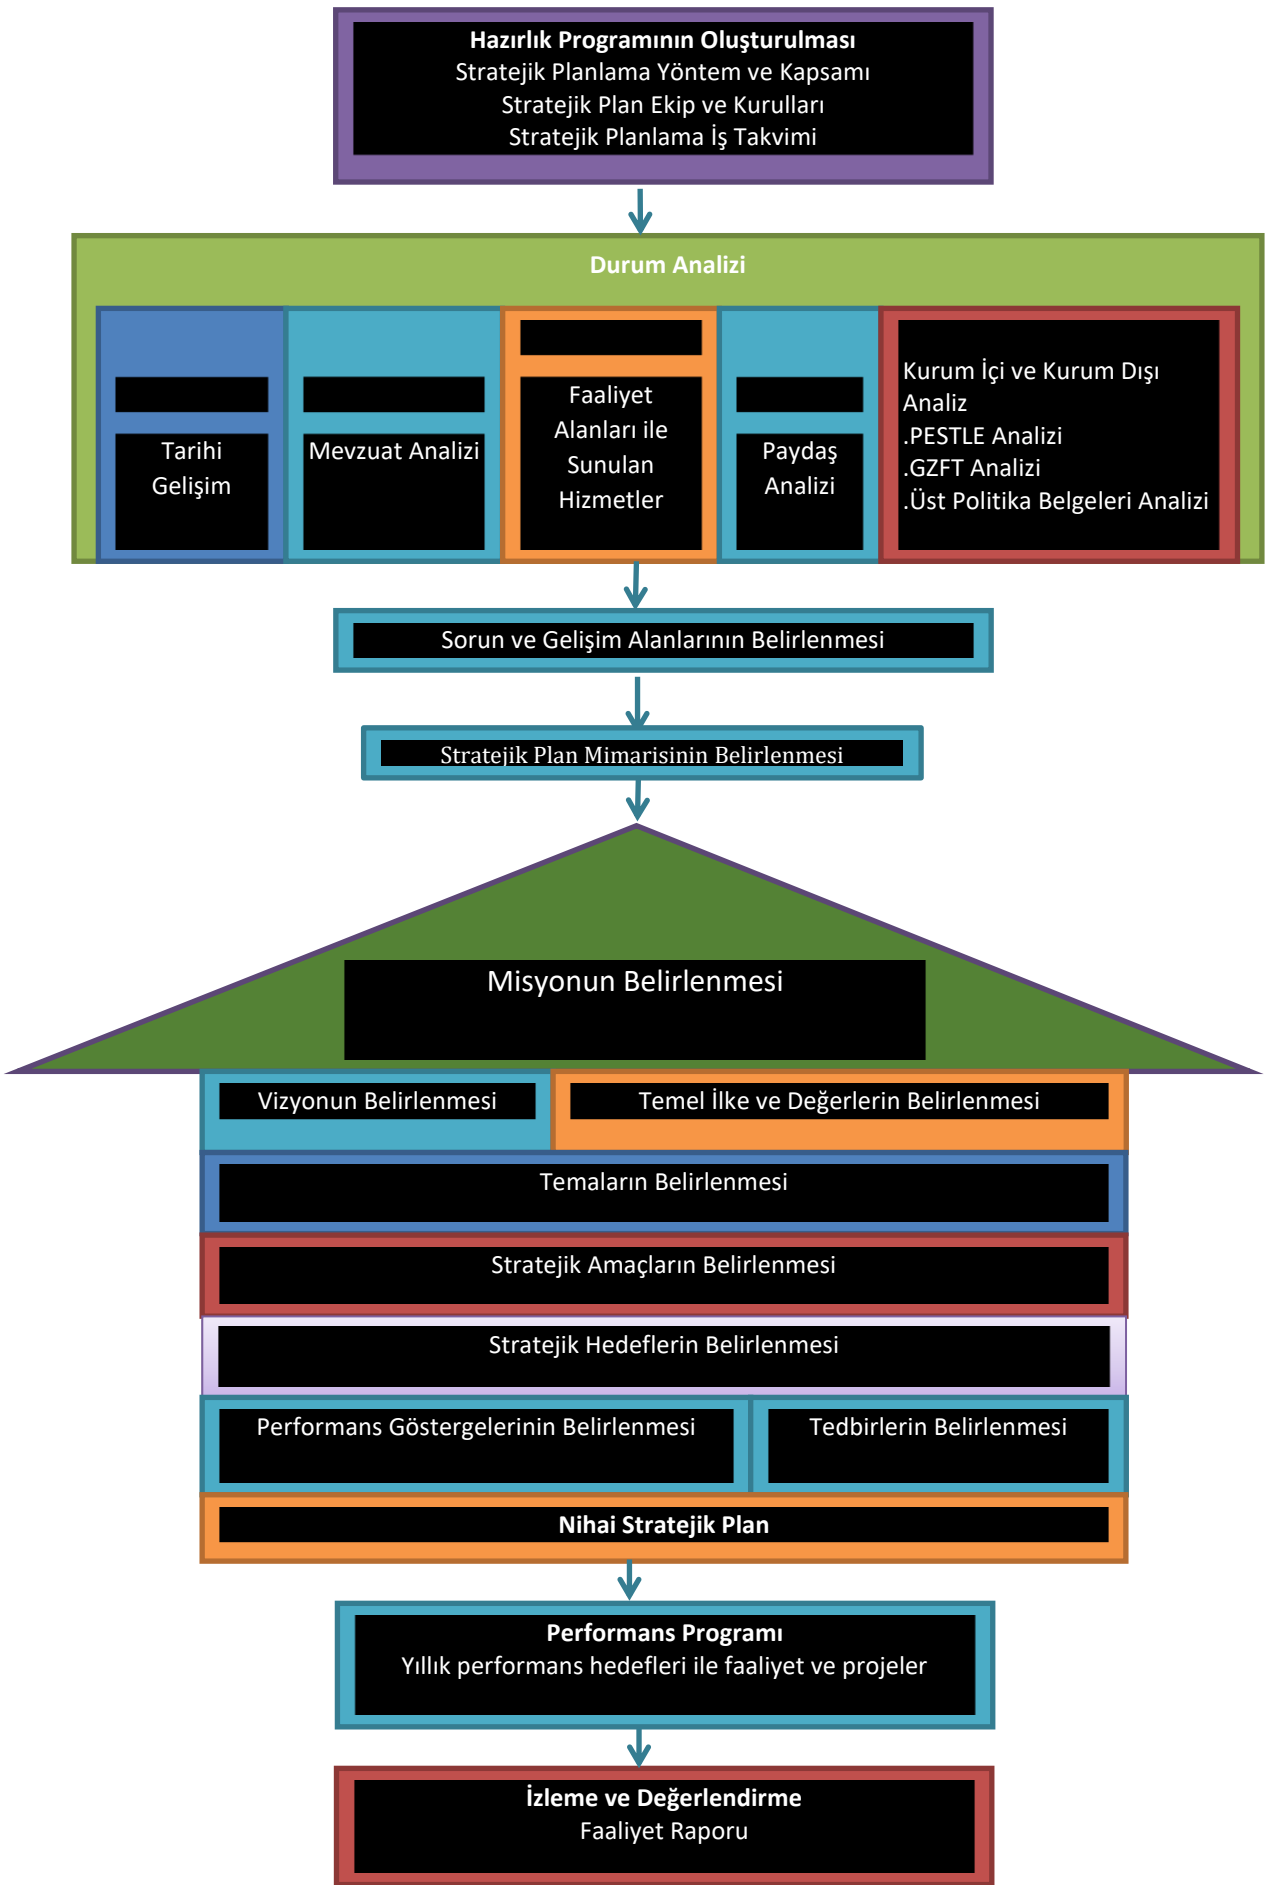 Hazırlık Programının Oluşturulması
Stratejik Planlama Yöntem ve Kapsamı
Stratejik Plan Ekip ve Kurulları
Stratejik Planlama İş Takvimi
Durum Analizi
Tarihi
Gelişim
Mevzuat Analizi
Faaliyet
Alanları ile
Sunulan
Hizmetler
Paydaş
Analizi
Kurum İçi ve Kurum Dışı
Analiz
.PESTLE Analizi
.GZFT Analizi
.Üst Politika Belgeleri Analizi
Sorun ve Gelişim Alanlarının Belirlenmesi
Stratejik Plan Mimarisinin Belirlenmesi
Misyonun Belirlenmesi
Vizyonun Belirlenmesi
Temel İlke ve Değerlerin Belirlenmesi
Temaların Belirlenmesi
Stratejik Amaçların Belirlenmesi
Stratejik Hedeflerin Belirlenmesi
Performans Göstergelerinin Belirlenmesi
Tedbirlerin Belirlenmesi
Nihai Stratejik Plan
Performans Programı
Yıllık performans hedefleri ile faaliyet ve projeler
İzleme ve Değerlendirme
Faaliyet Raporu